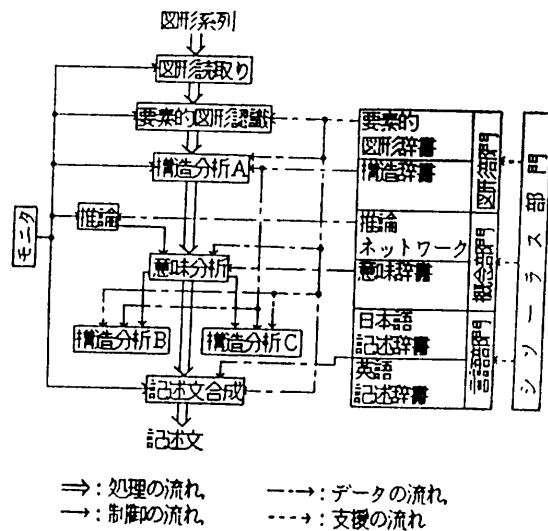 図形系列
図形読取り
要素的図形認識
構造分析A
推論
モニタ
意味分析
構造分析B
構造分析C
記述文合成
記述文
要素的
図形辞書
構造辞書
図形部門
推論
ネットワーク
意味辞書
概念部門
日本語
記述辞書
英語
記述辞書
言語部門
シソーラス部門
⇒:処理の流れ,
→:制御の流れ,
−·→:データの流れ,
--→:支援の流れ